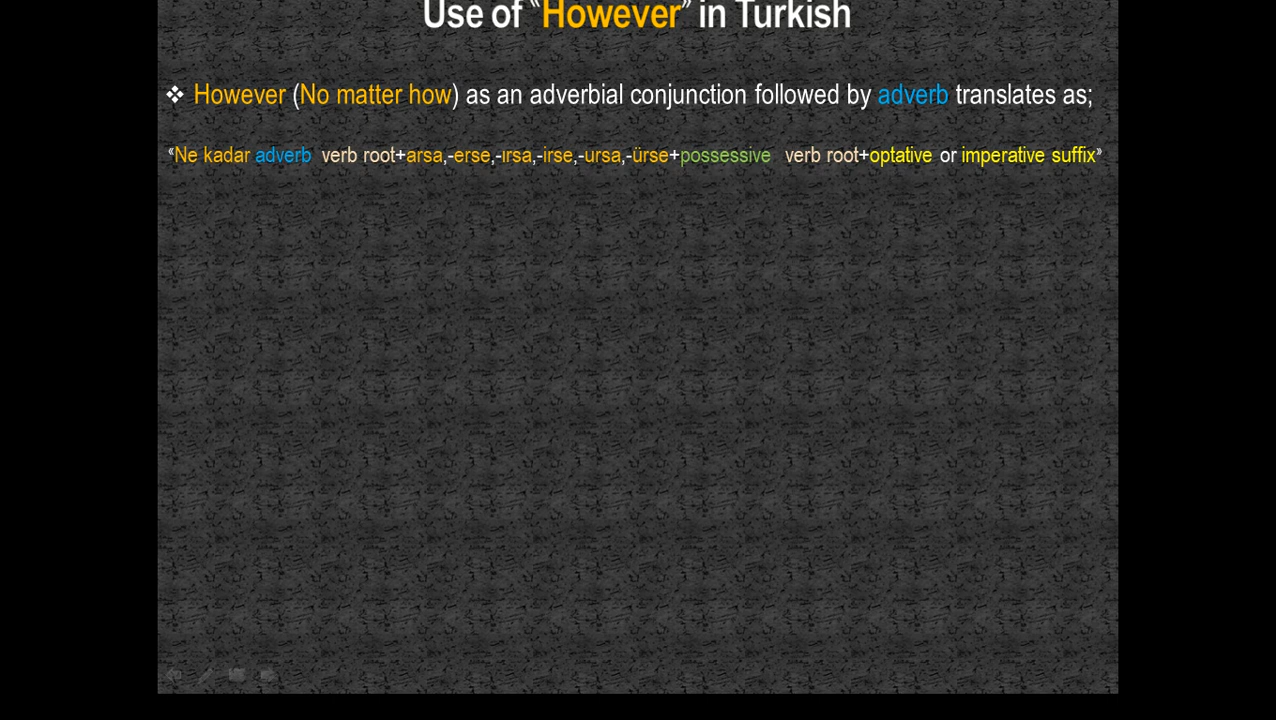 Use of “However” in Turkish
❖ However (No matter how) as an adverbial conjunction followed by adverb translates as;
“Ne kadar adverb verb root+arsa,-erse,-ırsa,-irse,-ursa,-ürse+possessive verb root+optative or imperative suffix”